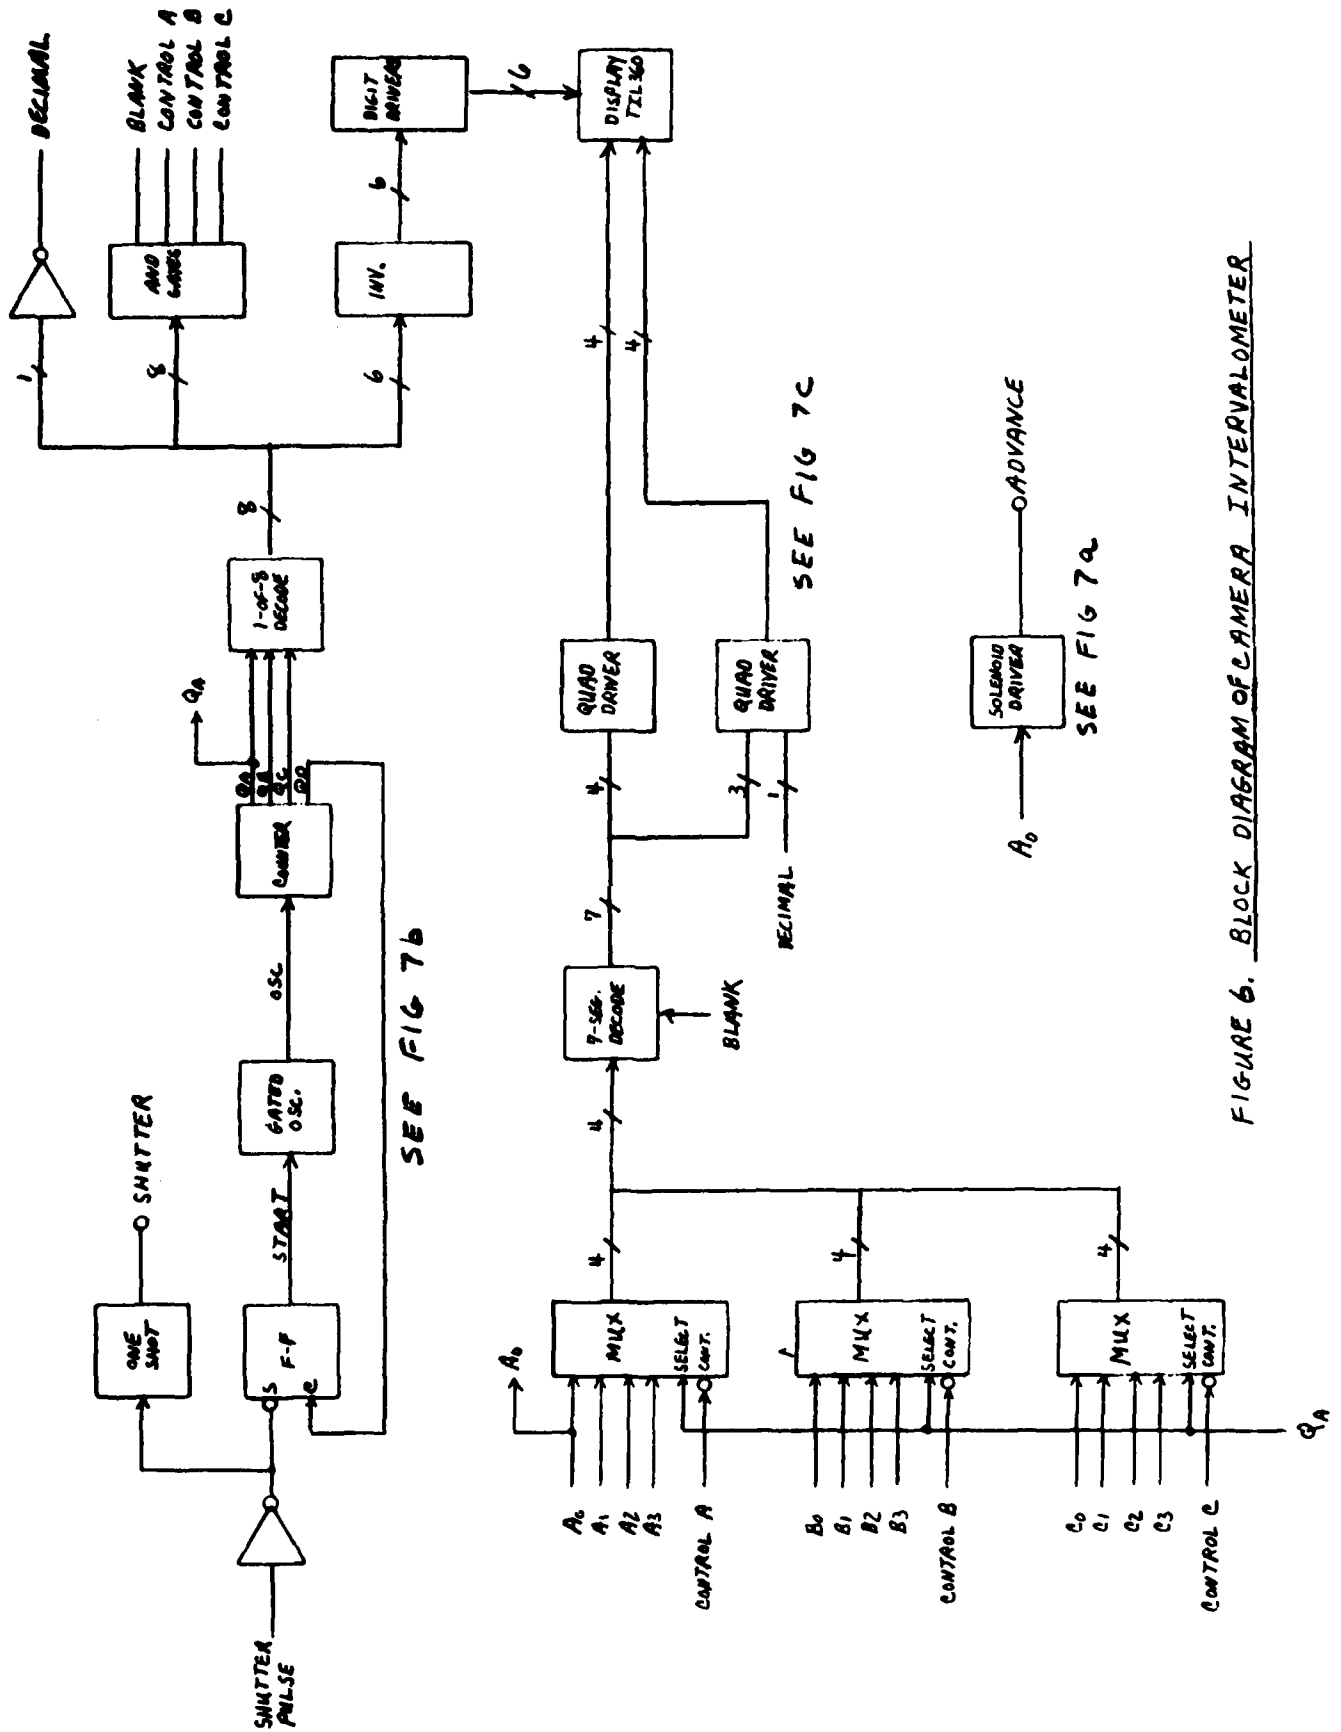 SHUTTER
PULSE
ONE
SHOT
SHUTTER
S
F-F
C
START
GATED
OSC.
OSC.
COUNTER
QA
QB
QC
QD
QA
1-OF-8
DECODE
8
1
8
6
DECIMAL
AND
GATES
BLANK
CONTROL A
CONTROL B
CONTROL C
INV.
6
DIGIT
DRIVERS
6
DISPLAY
TIL360
SEE FIG 7b
A0
A0
A1
A2
A3
CONTROL A
MUX
SELECT
CONT.
4
B0
B1
B2
B3
CONTROL B
MUX
SELECT
CONT.
4
C0
C1
C2
C3
CONTROL C
MUX
SELECT
CONT.
4
QA
4
7-SEG.
DECODE
BLANK
7
4
3
1
DECIMAL
QUAD
DRIVER
QUAD
DRIVER
4
4
SEE FIG 7C
A0
SOLENOID
DRIVER
ADVANCE
SEE FIG 7a
FIGURE 6. BLOCK DIAGRAM OF CAMERA INTERVALOMETER